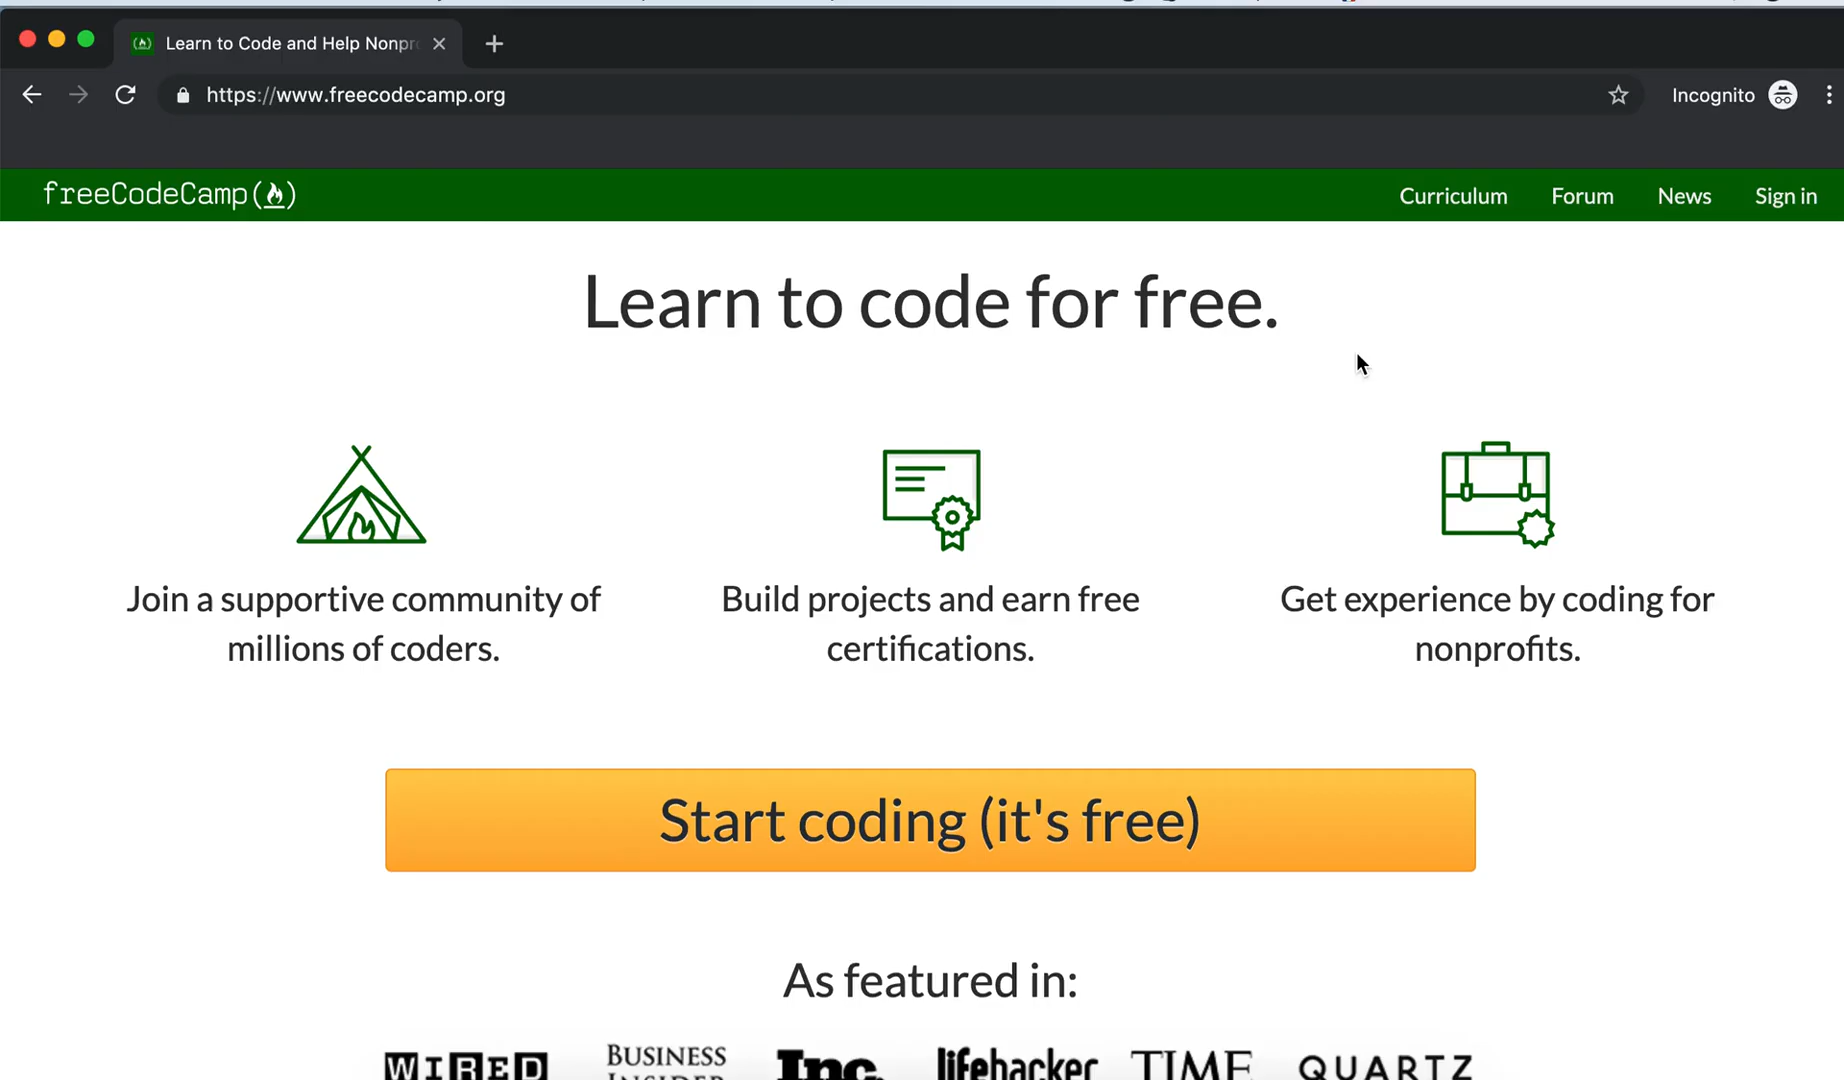 Learn to Code and Help Nonpr
https://www.freecodecamp.org
Incognito
freeCodeCamp
Curriculum Forum News Sign in
Learn to code for free.
Join a supportive community of
millions of coders.
Build projects and earn free
certifications.
Get experience by coding for
nonprofits.
Start coding (it's free)
As featured in:
WIRED BUSINESS INSIDER Inc. lifehacker TIME QUARTZ